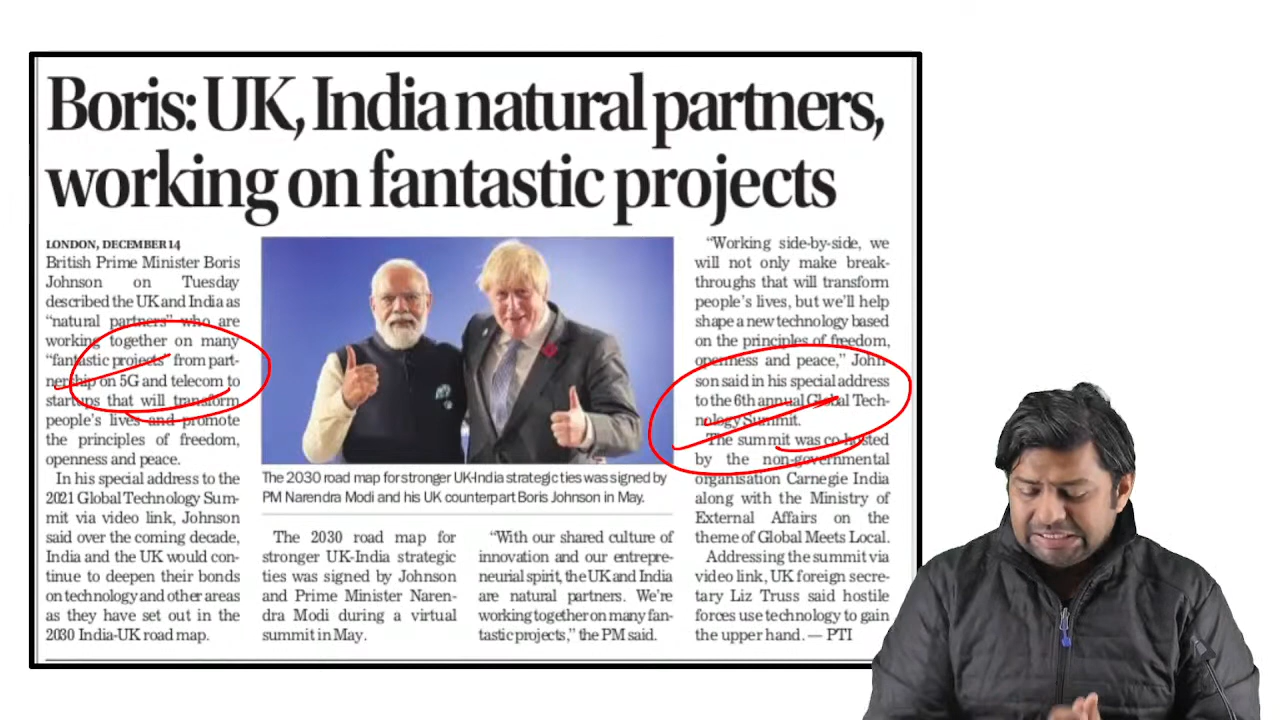 Boris: UK, India natural partners,
working on fantastic projects
LONDON, DECEMBER 14
British Prime Minister Boris
Johnson on Tuesday
described the UK and India as
"natural partners" who are
working together on many
"fantastic projects" from part-
nership on 5G and telecom to
startups that will transform
people's lives and promote
the principles of freedom,
openness and peace.
In his special address to the
2021 Global Technology Sum-
mit via video link, Johnson
said over the coming decade,
India and the UK would con-
tinue to deepen their bonds
on technology and other areas
as they have set out in the
2030 India-UK road map.
The 2030 road map for stronger UK-India strategic ties was signed by
PM Narendra Modi and his UK counterpart Boris Johnson in May.
The 2030 road map for
stronger UK-India strategic
ties was signed by Johnson
and Prime Minister Naren-
dra Modi during a virtual
summit in May.
"With our shared culture of
innovation and our entrepre-
neurial spirit, the UK and India
are natural partners. We're
working together on many fan-
tastic projects," the PM said.
"Working side-by-side, we
will not only make break-
throughs that will transform
people's lives, but we'll help
shape a new technology based
on the principles of freedom,
openness and peace," John
son said in his special address
to the 6th annual Global Tech-
nology Summit.
The summit was co-hosted
by the non-governmental
organisation Carnegie India
along with the Ministry of
External Affairs on the
theme of Global Meets Local.
Addressing the summit via
video link, UK foreign secre-
tary Liz Truss said hostile
forces use technology to gain
the upper hand. — PTI